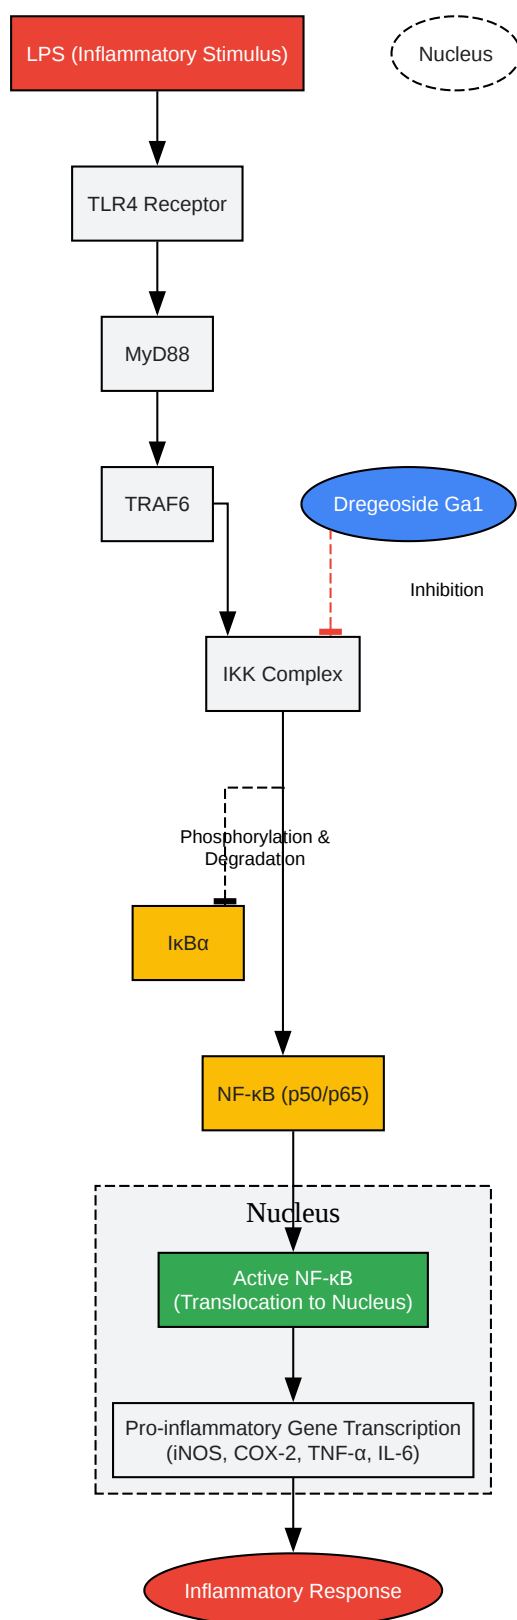 LPS (Inflammatory Stimulus)
Nucleus
TLR4 Receptor
MyD88
TRAF6
Dregeoside Ga1
Inhibition
IKK Complex
Phosphorylation &
Degradation
IκBα
NF-κB (p50/p65)
Nucleus
Active NF-κB
(Translocation to Nucleus)
Pro-inflammatory Gene Transcription
(iNOS, COX-2, TNF-α, IL-6)
Inflammatory Response